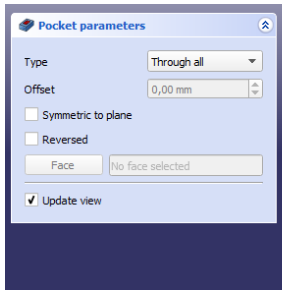 Pocket parameters
Type Through all
Offset 0,00 mm
Symmetric to plane
Reversed
Face No face selected
Update view